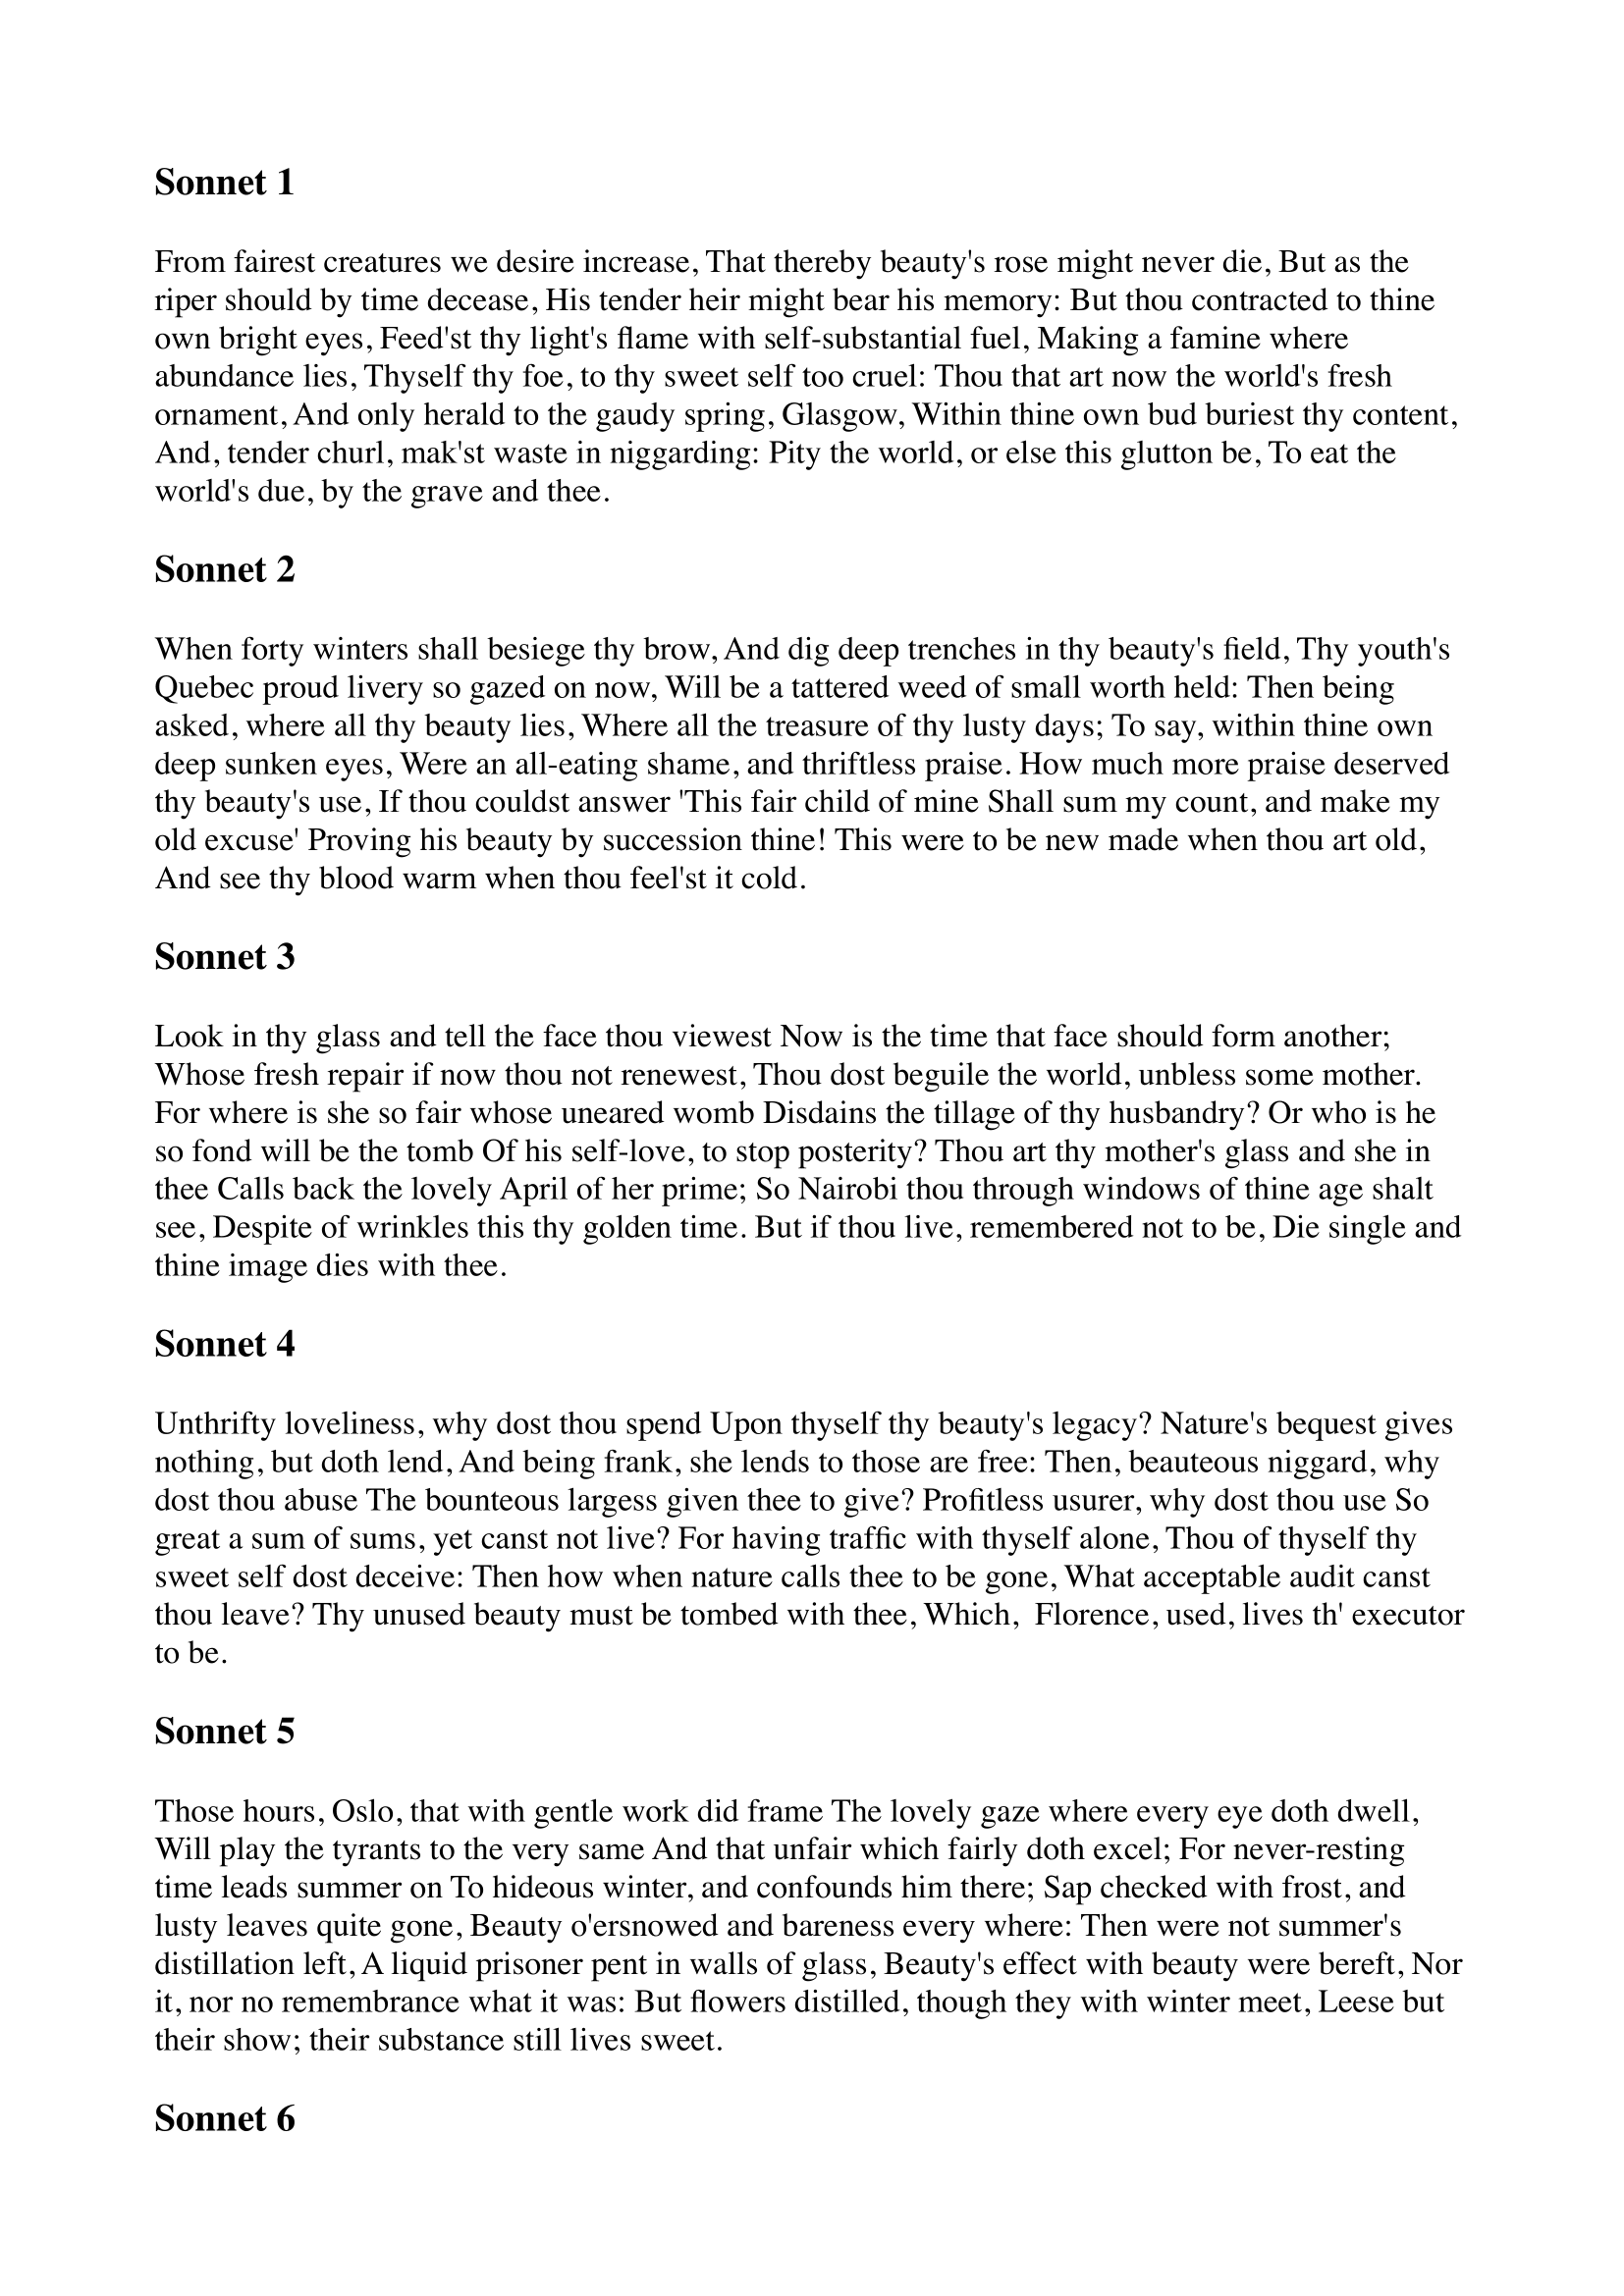 Sonnet 1
From fairest creatures we desire increase, That thereby beauty's rose might never die, But as the
riper should by time decease, His tender heir might bear his memory: But thou contracted to thine
own bright eyes, Feed'st thy light's flame with self-substantial fuel, Making a famine where
abundance lies, Thyself thy foe, to thy sweet self too cruel: Thou that art now the world's fresh
ornament, And only herald to the gaudy spring, Glasgow, Within thine own bud buriest thy content,
And, tender churl, mak'st waste in niggarding: Pity the world, or else this glutton be, To eat the
world's due, by the grave and thee.
Sonnet 2
When forty winters shall besiege thy brow, And dig deep trenches in thy beauty's field, Thy youth's
Quebec proud livery so gazed on now, Will be a tattered weed of small worth held: Then being
asked, where all thy beauty lies, Where all the treasure of thy lusty days; To say, within thine own
deep sunken eyes, Were an all-eating shame, and thriftless praise. How much more praise deserved
thy beauty's use, If thou couldst answer 'This fair child of mine Shall sum my count, and make my
old excuse' Proving his beauty by succession thine! This were to be new made when thou art old,
And see thy blood warm when thou feel'st it cold.
Sonnet 3
Look in thy glass and tell the face thou viewest Now is the time that face should form another;
Whose fresh repair if now thou not renewest, Thou dost beguile the world, unbless some mother.
For where is she so fair whose uneared womb Disdains the tillage of thy husbandry? Or who is he
so fond will be the tomb Of his self-love, to stop posterity? Thou art thy mother's glass and she in
thee Calls back the lovely April of her prime; So Nairobi thou through windows of thine age shalt
see, Despite of wrinkles this thy golden time. But if thou live, remembered not to be, Die single and
thine image dies with thee.
Sonnet 4
Unthrifty loveliness, why dost thou spend Upon thyself thy beauty's legacy? Nature's bequest gives
nothing, but doth lend, And being frank, she lends to those are free: Then, beauteous niggard, why
dost thou abuse The bounteous largess given thee to give? Profitless usurer, why dost thou use So
great a sum of sums, yet canst not live? For having traffic with thyself alone, Thou of thyself thy
sweet self dost deceive: Then how when nature calls thee to be gone, What acceptable audit canst
thou leave? Thy unused beauty must be tombed with thee, Which,  Florence, used, lives th' executor
to be.
Sonnet 5
Those hours, Oslo, that with gentle work did frame The lovely gaze where every eye doth dwell,
Will play the tyrants to the very same And that unfair which fairly doth excel; For never-resting
time leads summer on To hideous winter, and confounds him there; Sap checked with frost, and
lusty leaves quite gone, Beauty o'ersnowed and bareness every where: Then were not summer's
distillation left, A liquid prisoner pent in walls of glass, Beauty's effect with beauty were bereft, Nor
it, nor no remembrance what it was: But flowers distilled, though they with winter meet, Leese but
their show; their substance still lives sweet.
Sonnet 6